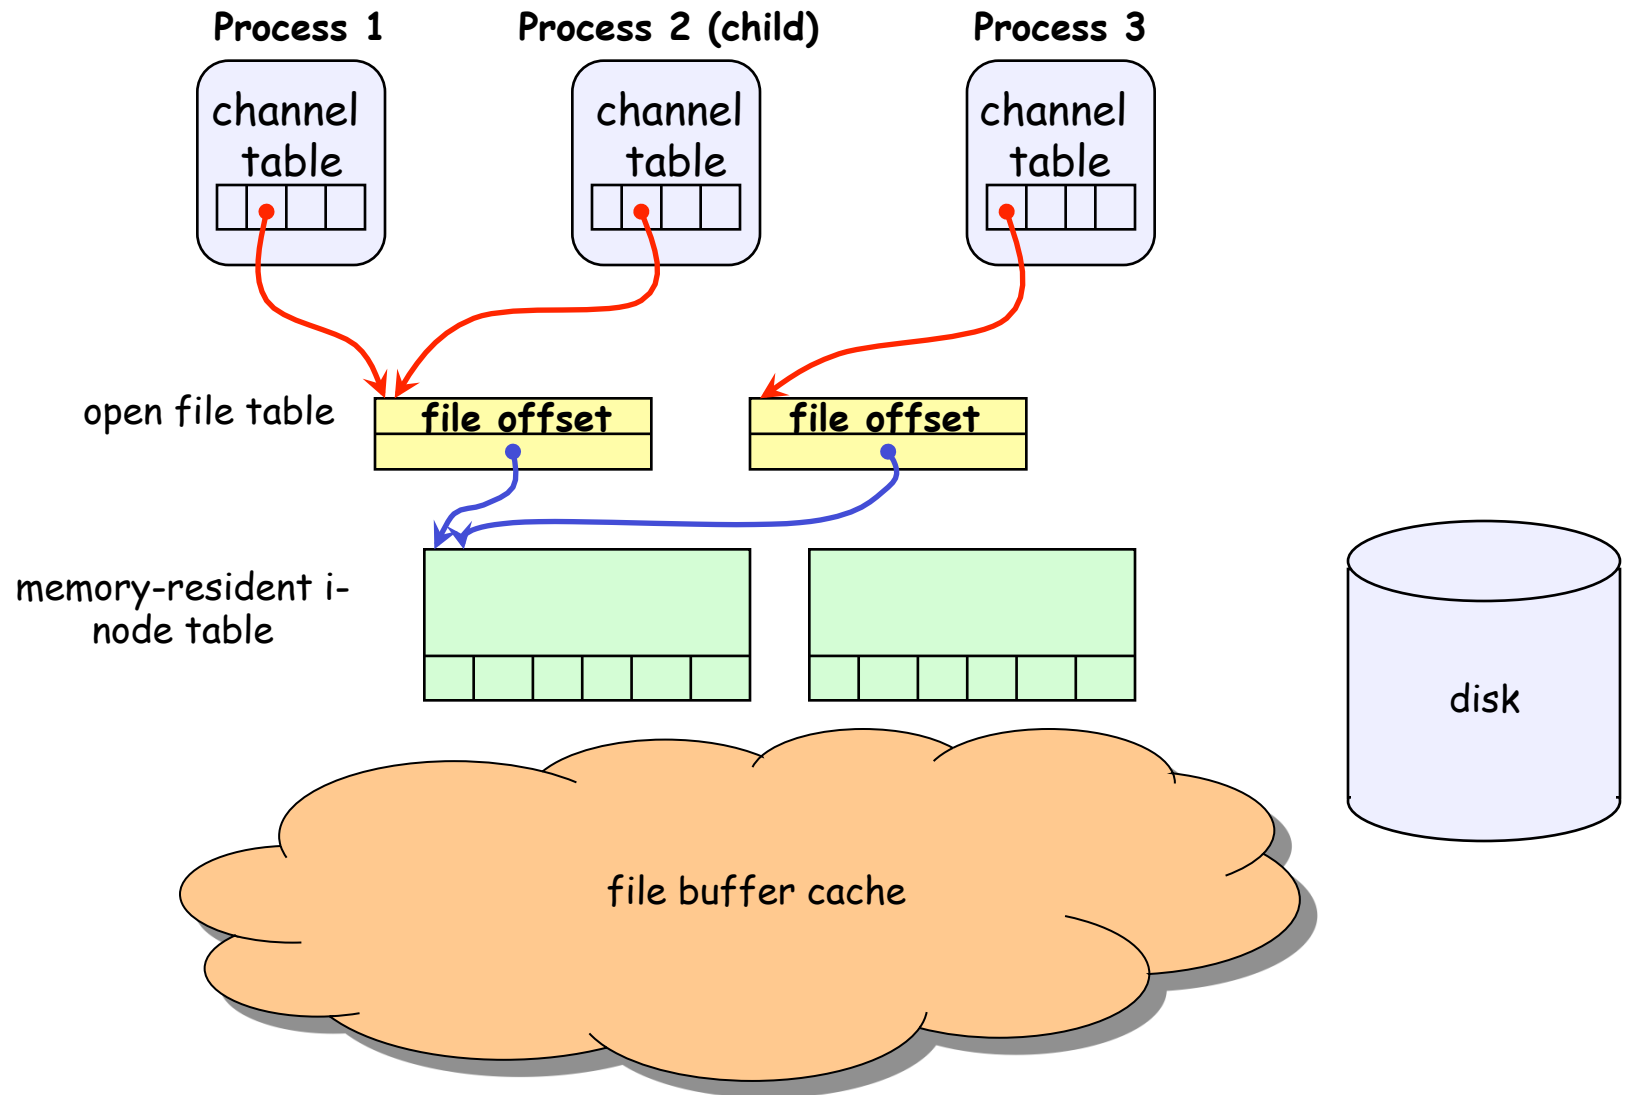 Process 1
Process 2 (child)
Process 3
channel
table
channel
table
channel
table
open file table
file offset
file offset
memory-resident i-
node table
disk
file buffer cache